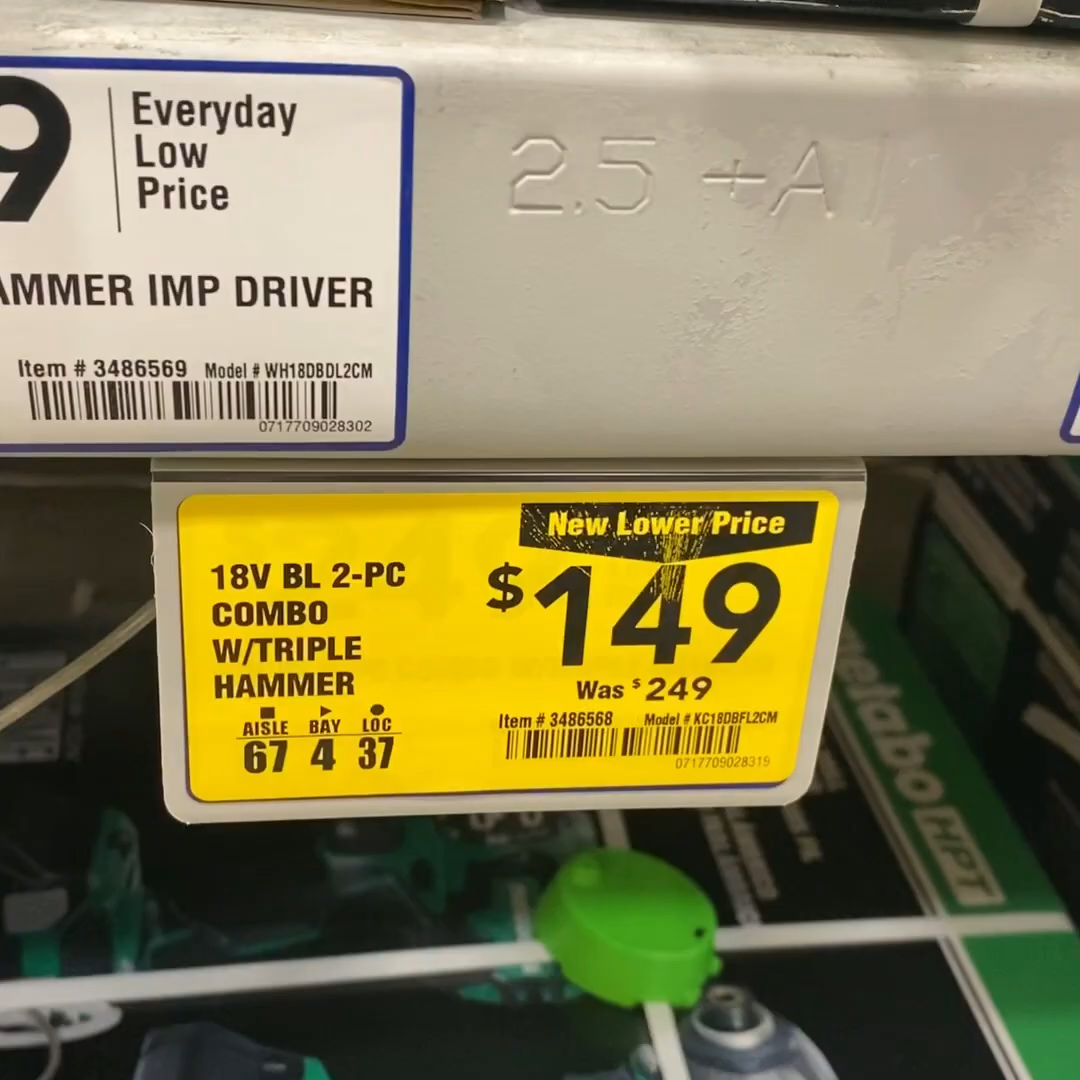 9
Everyday
Low
Price
AMMER IMP DRIVER
Item # 3486569 Model # WH18DBDL2CM
0717709028302
2.5 +A
New Lower Price
18V BL 2-PC
COMBO
W/TRIPLE
HAMMER
$149
Was $249
AISLE BAY LOC
67 4 37
Item # 3486568 Model # KC18DBFL2CM
0717709028319
metabo HPT